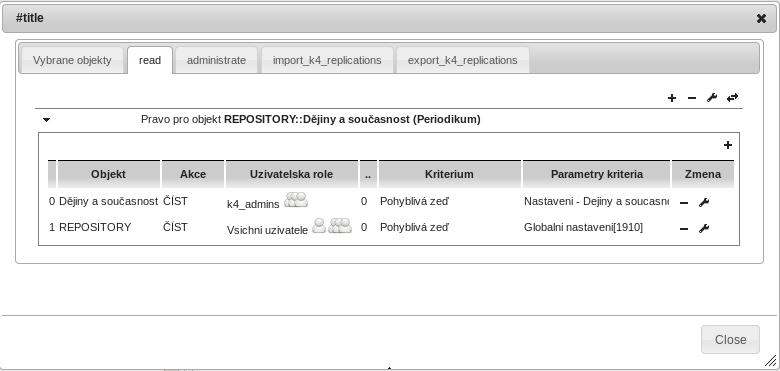 #title
Vybrane objekty read administrate import_k4_replications export_k4_replications
Pravo pro objekt REPOSITORY::Dějiny a současnost (Periodikum)
Objekt Akce Uzivatelska role .. Kriterium Parametry kriteria Zmena
0 Dějiny a současnost ČÍST k4_admins 0 Pohyblivá zeď Nastaveni - Dejiny a soucasno
1 REPOSITORY ČÍST Vsichni uzivatele 0 Pohyblivá zeď Globalni nastaveni[1910]
Close